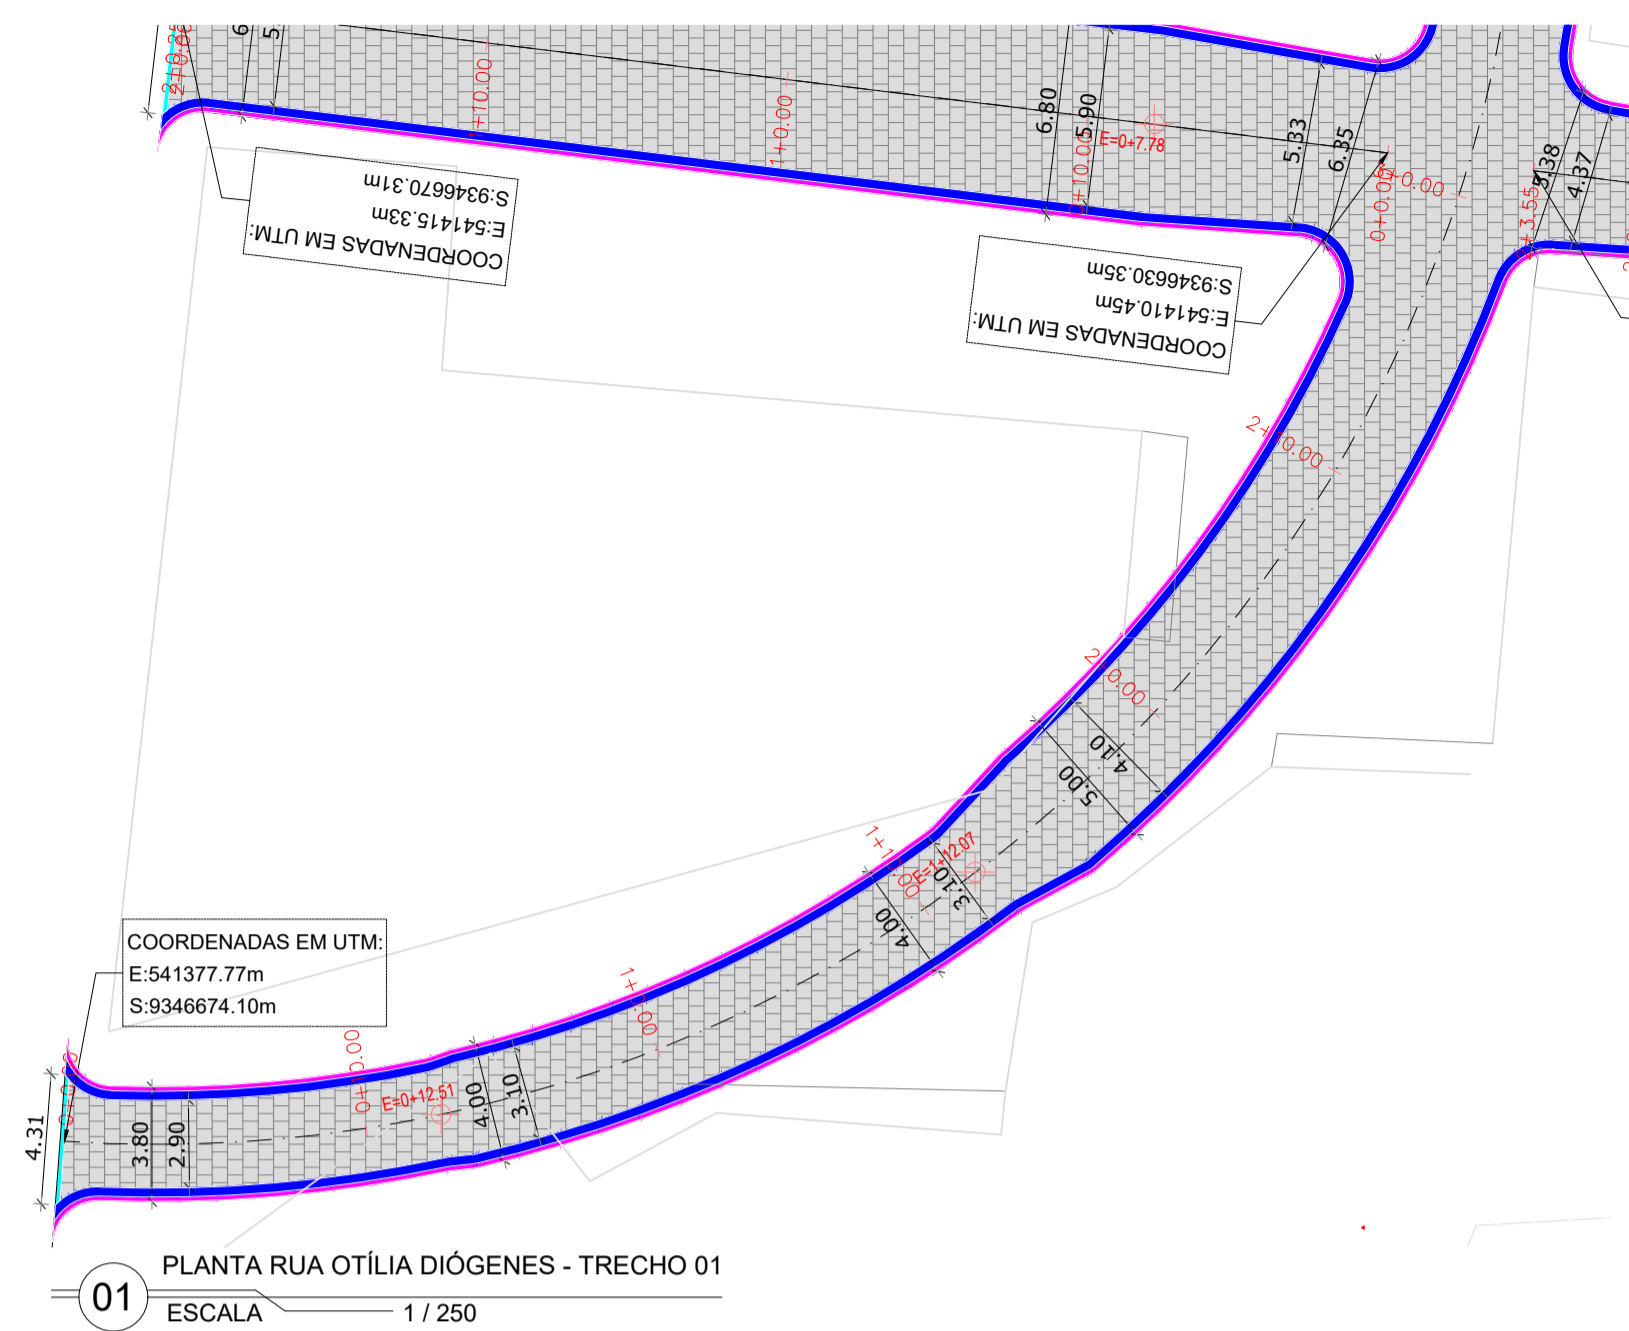 1+10.00
1+0.00
6.80
5.90
E=0+7.78
5.33
6.35
0+0.00
5.38
4.37
S:9346670.31m
E:541415.33m
COORDENADAS EM UTM:
S:9346630.35m
E:541410.45m
COORDENADAS EM UTM:
4.10
5.00
E=1+12.07
3.10
4.00
COORDENADAS EM UTM:
E:541377.77m
S:9346674.10m
E=0+12.51
4.00
3.10
4.31
3.80
2.90
PLANTA RUA OTÍLIA DIÓGENES - TRECHO 01
01
ESCALA 1 / 250